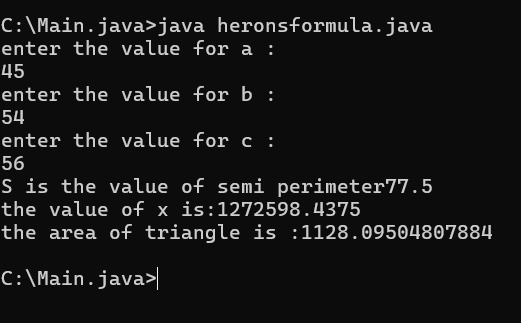 C:\Main.java>java heronsformula.java
enter the value for a :
45
enter the value for b :
54
enter the value for c :
56
S is the value of semi perimeter77.5
the value of x is:1272598.4375
the area of triangle is :1128.09504807884
C:\Main.java>